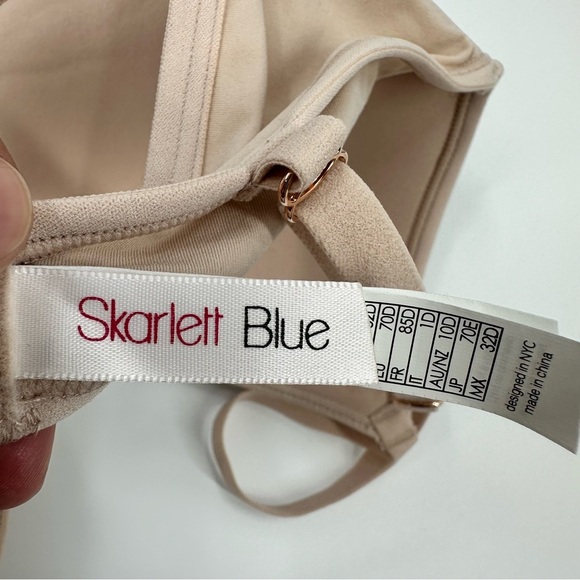 Skarlett Blue
32D
EU 70D
FR 85D
IT 1D
AU/NZ 10D
JP 70E
MX 32D
designed in NYC
made in china